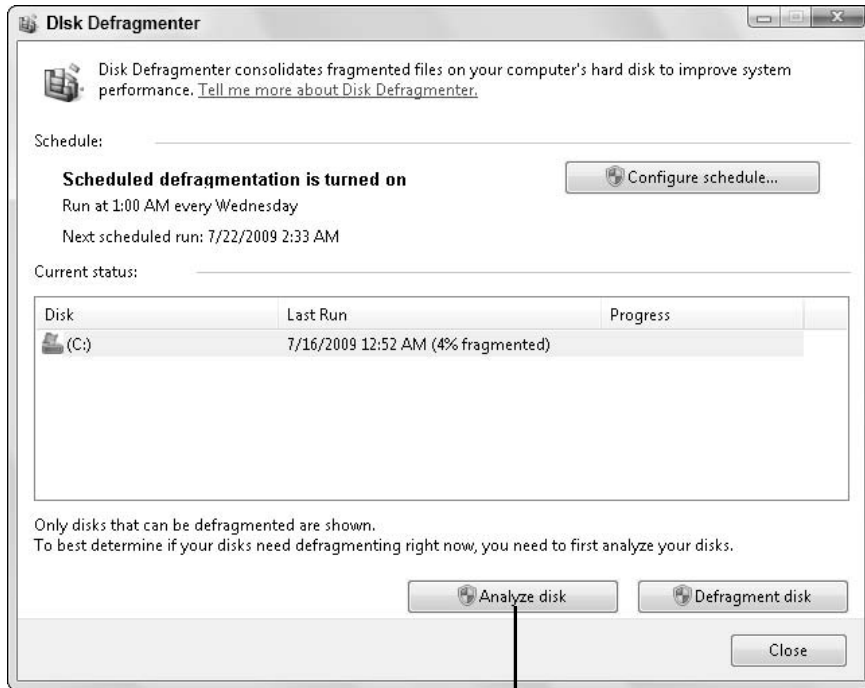 DIsk Defragmenter
Disk Defragmenter consolidates fragmented files on your computer's hard disk to improve system
performance. Tell me more about Disk Defragmenter.
Schedule:
Scheduled defragmentation is turned on
Configure schedule...
Run at 1:00 AM every Wednesday
Next scheduled run: 7/22/2009 2:33 AM
Current status:
Disk Last Run Progress
(C:) 7/16/2009 12:52 AM (4% fragmented)
Only disks that can be defragmented are shown.
To best determine if your disks need defragmenting right now, you need to first analyze your disks.
Analyze disk Defragment disk
Close